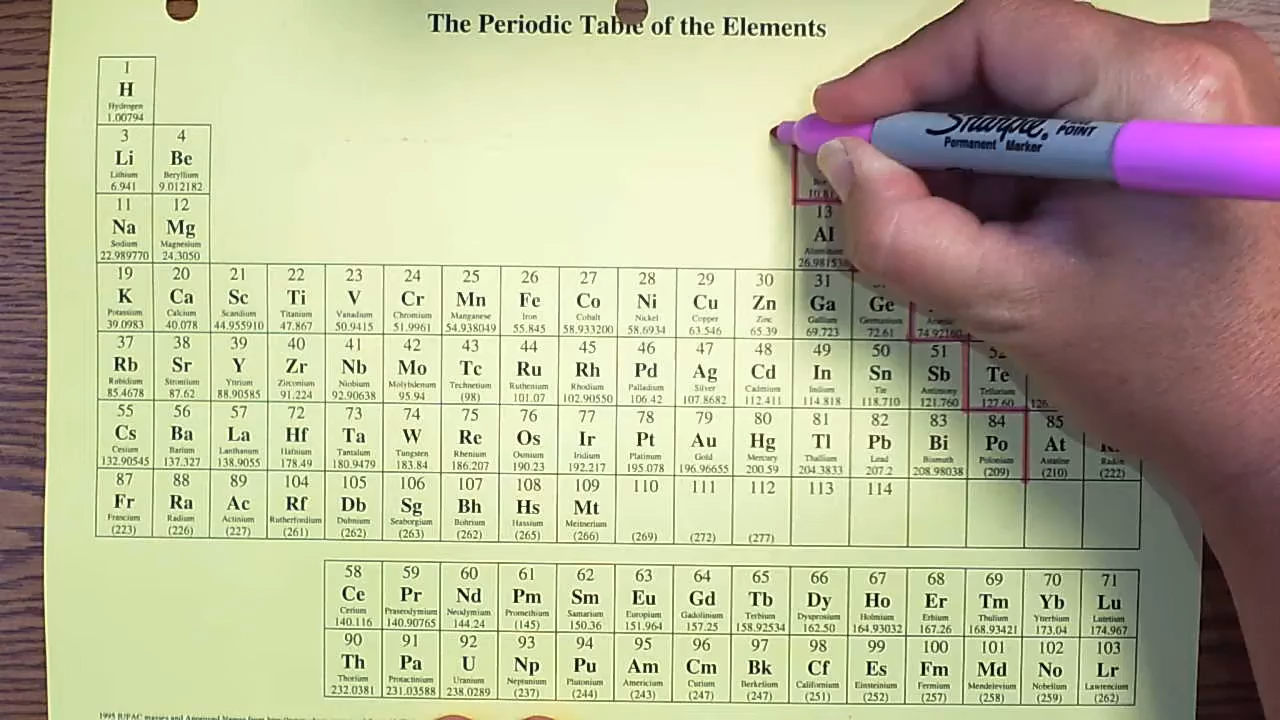 The Periodic Table of the Elements
1
H
Hydrogen
1.00794
Sharpie. FINE POINT
Permanent Marker
3 4
Li Be
Lithium Beryllium
6.941 9.012182
11 12 13
Na Mg Al
Sodium Magnesium Aluminum
22.989770 24.3050 26.981538
19 20 21 22 23 24 25 26 27 28 29 30 31
K Ca Sc Ti V Cr Mn Fe Co Ni Cu Zn Ga Ge
Potassium Calcium Scandium Titanium Vanadium Chromium Manganese Iron Cobalt Nickel Copper Zinc Gallium Germanium Arsenic
39.0983 40.078 44.955910 47.867 50.9415 51.9961 54.938049 55.845 58.933200 58.6934 63.546 65.39 69.723 72.61 74.92160
37 38 39 40 41 42 43 44 45 46 47 48 49 50 51 52
Rb Sr Y Zr Nb Mo Tc Ru Rh Pd Ag Cd In Sn Sb Te
Rubidium Strontium Yttrium Zirconium Niobium Molybdenum Technetium Ruthenium Rhodium Palladium Silver Cadmium Indium Tin Antimony Tellurium
85.4678 87.62 88.90585 91.224 92.90638 95.94 (98) 101.07 102.90550 106.42 107.8682 112.411 114.818 118.710 121.760 127.60 126.
55 56 57 72 73 74 75 76 77 78 79 80 81 82 83 84 85
Cs Ba La Hf Ta W Re Os Ir Pt Au Hg Tl Pb Bi Po At
Cesium Barium Lanthanum Hafnium Tantalum Tungsten Rhenium Osmium Iridium Platinum Gold Mercury Thallium Lead Bismuth Polonium Astatine Radon
132.90545 137.327 138.9055 178.49 180.9479 183.84 186.207 190.23 192.217 195.078 196.96655 200.59 204.3833 207.2 208.98038 (209) (210) (222)
87 88 89 104 105 106 107 108 109 110 111 112 113 114
Fr Ra Ac Rf Db Sg Bh Hs Mt
Francium Radium Actinium Rutherfordium Dubnium Seaborgium Bohrium Hassium Meitnerium
(223) (226) (227) (261) (262) (263) (262) (265) (266) (269) (272) (277)
58 59 60 61 62 63 64 65 66 67 68 69 70 71
Ce Pr Nd Pm Sm Eu Gd Tb Dy Ho Er Tm Yb Lu
Cerium Praseodymium Neodymium Promethium Samarium Europium Gadolinium Terbium Dysprosium Holmium Erbium Thulium Ytterbium Lutetium
140.116 140.90765 144.24 (145) 150.36 151.964 157.25 158.92534 162.50 164.93032 167.26 168.93421 173.04 174.967
90 91 92 93 94 95 96 97 98 99 100 101 102 103
Th Pa U Np Pu Am Cm Bk Cf Es Fm Md No Lr
Thorium Protactinium Uranium Neptunium Plutonium Americium Curium Berkelium Californium Einsteinium Fermium Mendelevium Nobelium Lawrencium
232.0381 231.03588 238.0289 (237) (244) (243) (247) (247) (251) (252) (257) (258) (259) (262)